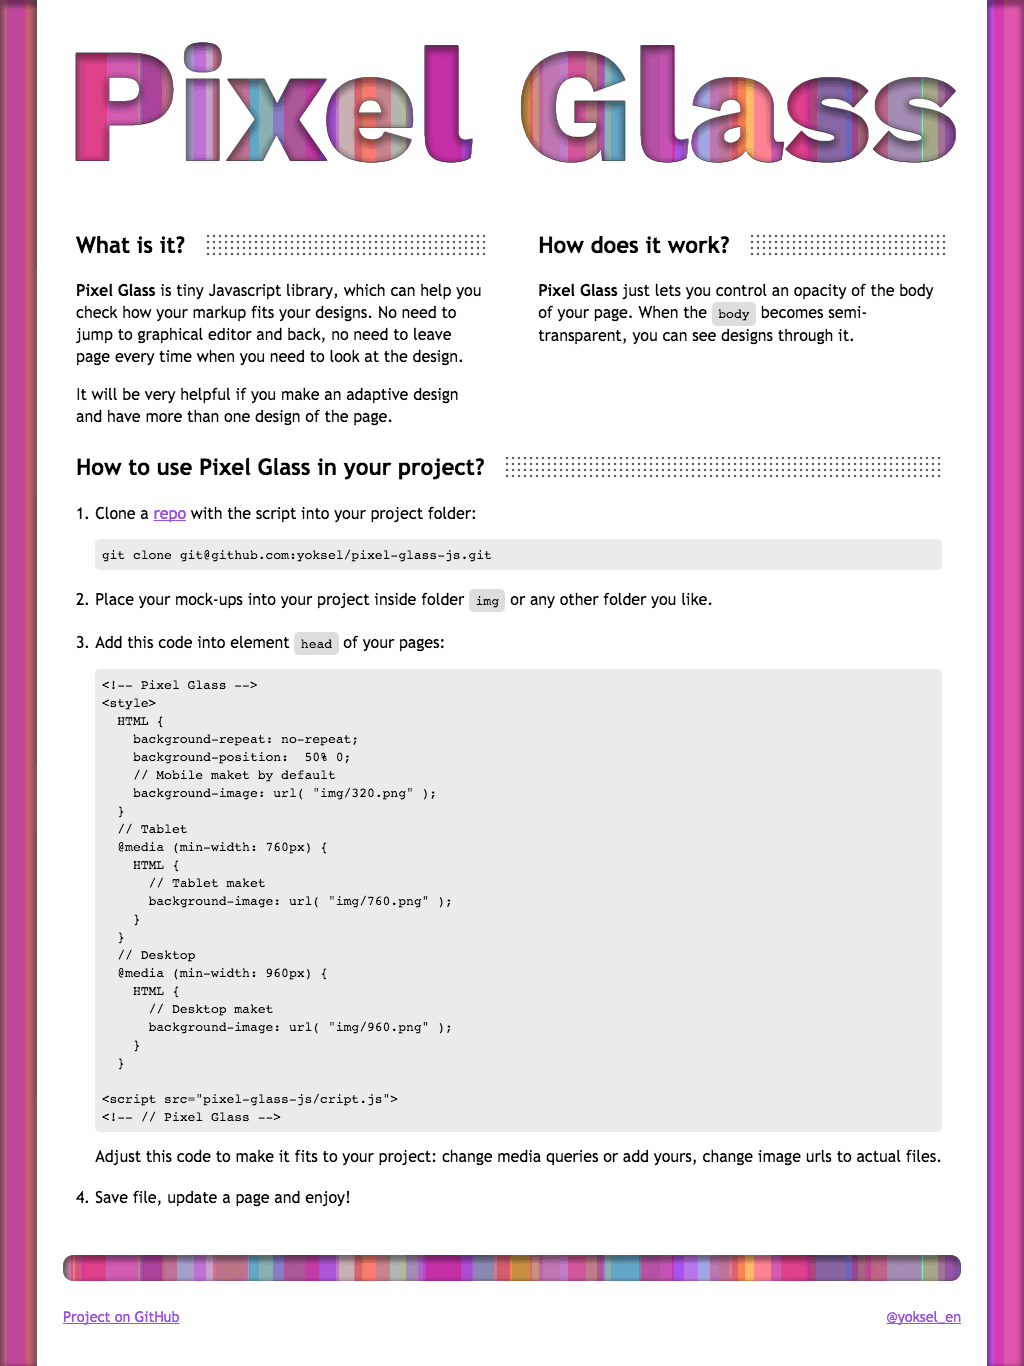 Pixel Glass
What is it?
Pixel Glass is tiny Javascript library, which can help you
check how your markup fits your designs. No need to
jump to graphical editor and back, no need to leave
page every time when you need to look at the design.
It will be very helpful if you make an adaptive design
and have more than one design of the page.
How does it work?
Pixel Glass just lets you control an opacity of the body
of your page. When the body becomes semi-
transparent, you can see designs through it.
How to use Pixel Glass in your project?
1. Clone a repo with the script into your project folder:
git clone git@github.com:yoksel/pixel-glass-js.git
2. Place your mock-ups into your project inside folder img or any other folder you like.
3. Add this code into element head of your pages:
<!-- Pixel Glass -->
<style>
  HTML {
    background-repeat: no-repeat;
    background-position:  50% 0;
    // Mobile maket by default
    background-image: url( "img/320.png" );
  }
  // Tablet
  @media (min-width: 760px) {
    HTML {
      // Tablet maket
      background-image: url( "img/760.png" );
    }
  }
  // Desktop
  @media (min-width: 960px) {
    HTML {
      // Desktop maket
      background-image: url( "img/960.png" );
    }
  }
<script src="pixel-glass-js/cript.js">
<!-- // Pixel Glass -->
Adjust this code to make it fits to your project: change media queries or add yours, change image urls to actual files.
4. Save file, update a page and enjoy!
Project on GitHub
@yoksel_en